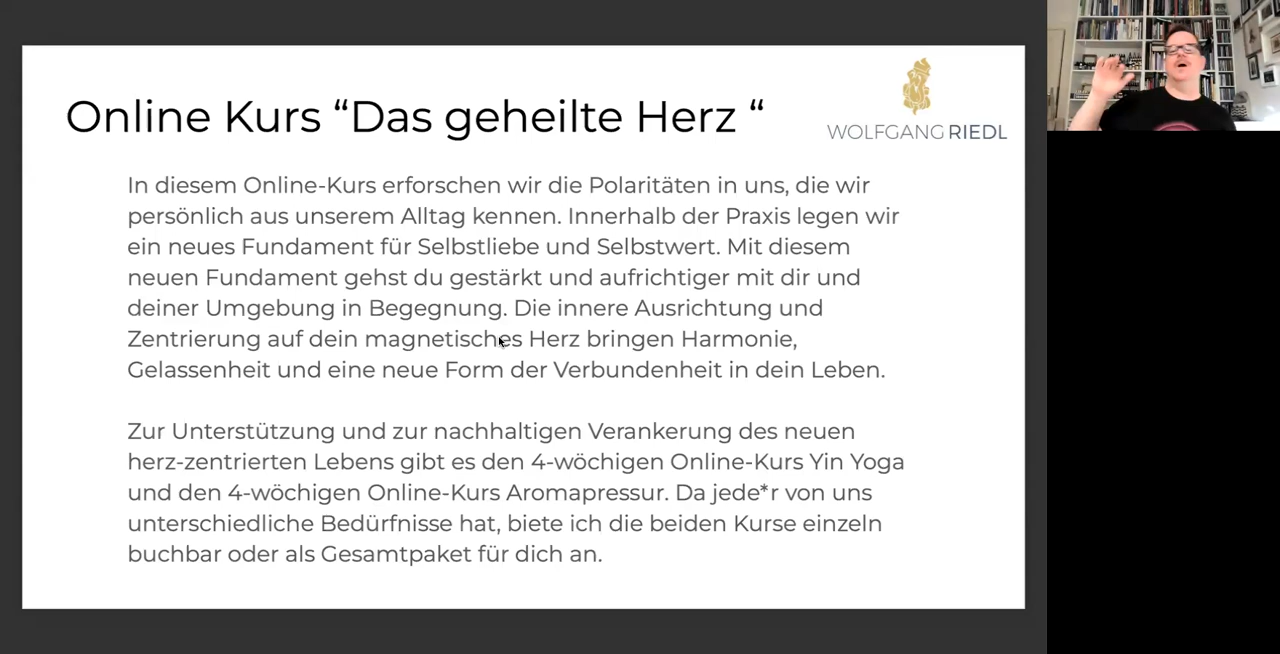 Online Kurs “Das geheilte Herz “
WOLFGANG RIEDL
In diesem Online-Kurs erforschen wir die Polaritäten in uns, die wir
persönlich aus unserem Alltag kennen. Innerhalb der Praxis legen wir
ein neues Fundament für Selbstliebe und Selbstwert. Mit diesem
neuen Fundament gehst du gestärkt und aufrichtiger mit dir und
deiner Umgebung in Begegnung. Die innere Ausrichtung und
Zentrierung auf dein magnetisches Herz bringen Harmonie,
Gelassenheit und eine neue Form der Verbundenheit in dein Leben.
Zur Unterstützung und zur nachhaltigen Verankerung des neuen
herz-zentrierten Lebens gibt es den 4-wöchigen Online-Kurs Yin Yoga
und den 4-wöchigen Online-Kurs Aromapressur. Da jede*r von uns
unterschiedliche Bedürfnisse hat, biete ich die beiden Kurse einzeln
buchbar oder als Gesamtpaket für dich an.